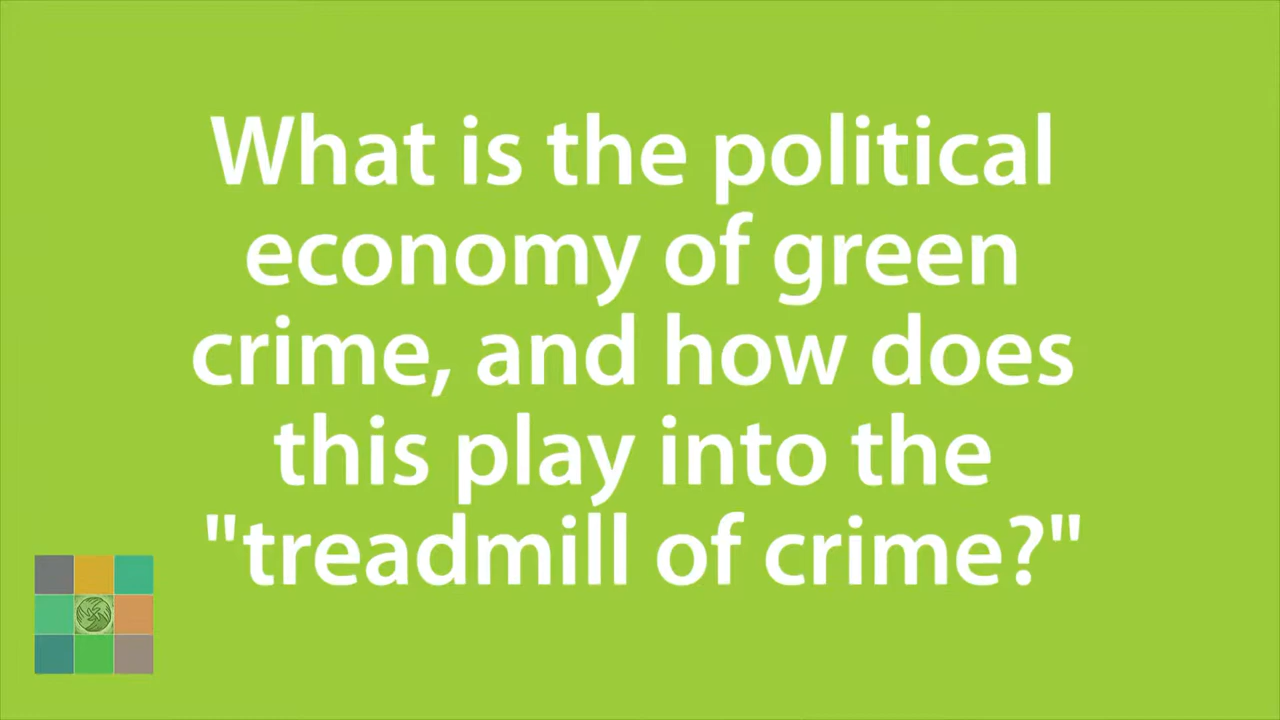 What is the political
economy of green
crime, and how does
this play into the
"treadmill of crime?"